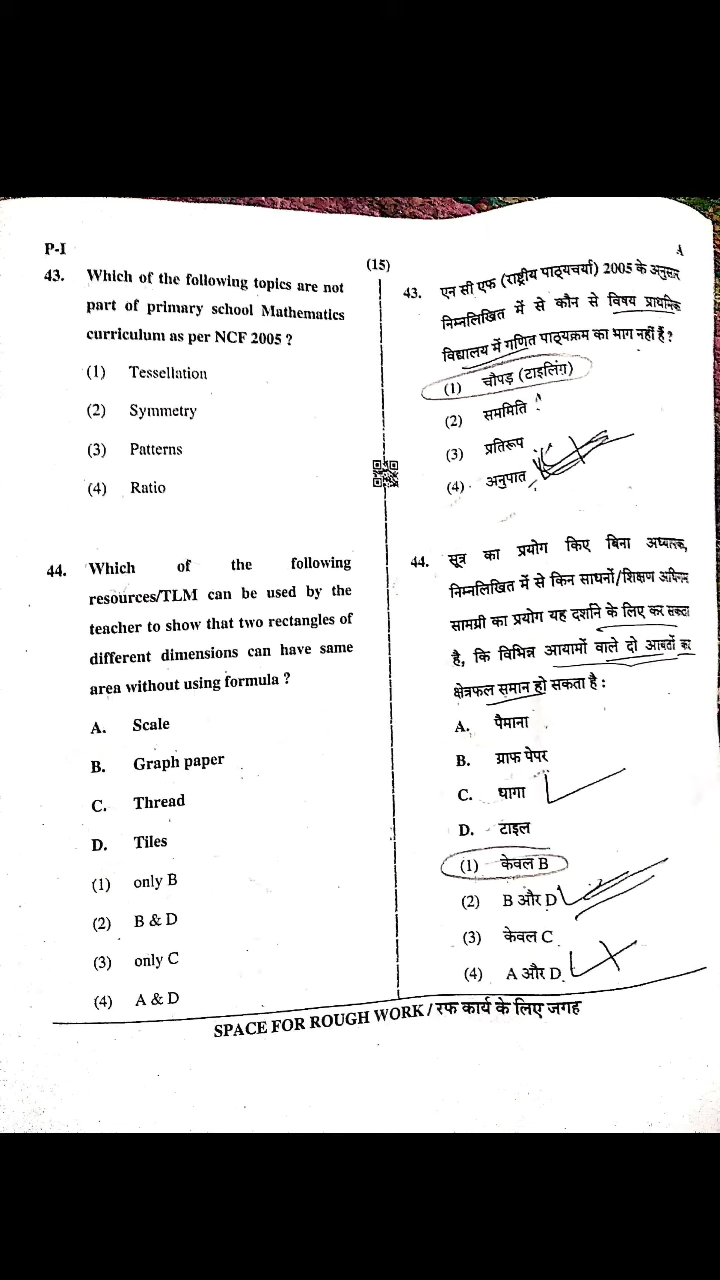 P-I
(15)
A
43. Which of the following topics are not
part of primary school Mathematics
curriculum as per NCF 2005 ?
(1) Tessellation
(2) Symmetry
(3) Patterns
(4) Ratio
44. Which of the following
resources/TLM can be used by the
teacher to show that two rectangles of
different dimensions can have same
area without using formula ?
A. Scale
B. Graph paper
C. Thread
D. Tiles
(1) only B
(2) B & D
(3) only C
(4) A & D
43. एन सी एफ (राष्ट्रीय पाठ्यचर्या) 2005 के अनुसार
निम्नलिखित में से कौन से विषय प्राथमिक
विद्यालय में गणित पाठ्यक्रम का भाग नहीं हैं ?
(1) चौपड़ (टाइलिंग)
(2) सममिति
(3) प्रतिरूप
(4) अनुपात
44. सूत्र का प्रयोग किए बिना अध्यापक,
निम्नलिखित में से किन साधनों/शिक्षण अधिगम
सामग्री का प्रयोग यह दर्शाने के लिए कर सकता
है, कि विभिन्न आयामों वाले दो आयतों का
क्षेत्रफल समान हो सकता है :
A. पैमाना
B. ग्राफ पेपर
C. धागा
D. टाइल
(1) केवल B
(2) B और D
(3) केवल C
(4) A और D
SPACE FOR ROUGH WORK / रफ कार्य के लिए जगह